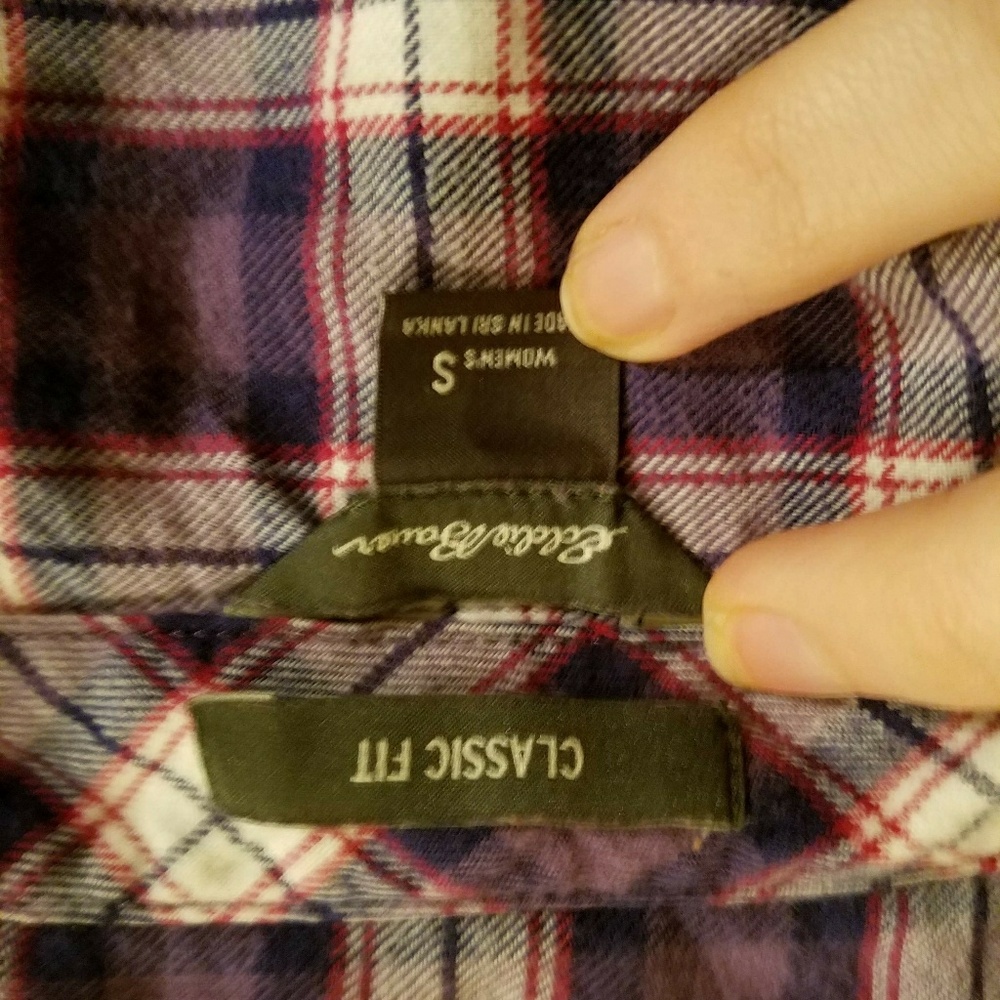 CLASSIC FIT
Eddie Bauer
WOMEN'S S
ADE IN SRI LANKA